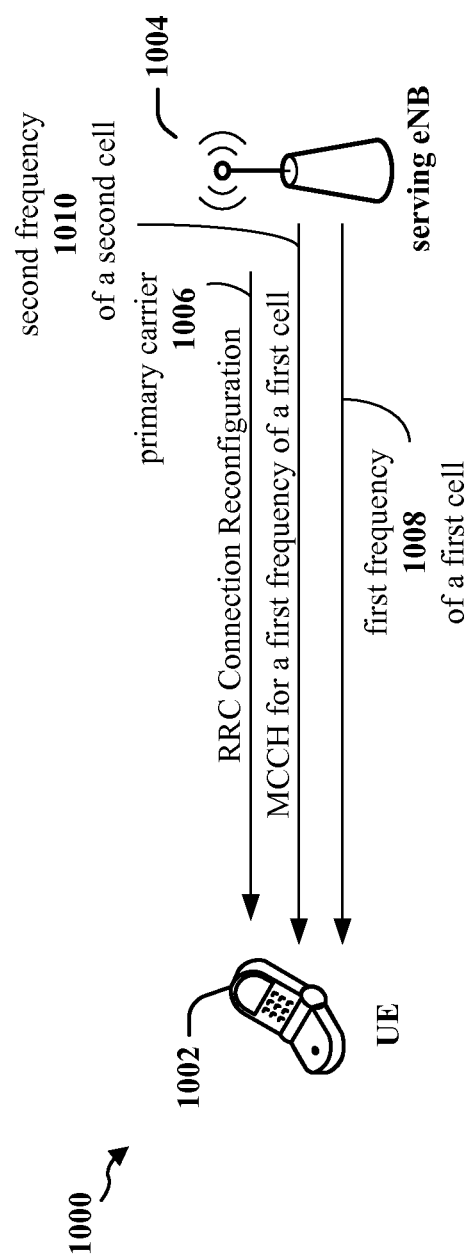 1000
1002
UE
second frequency
1010
of a second cell
primary carrier
1006
RRC Connection Reconfiguration
MCCH for a first frequency of a first cell
first frequency
1008
of a first cell
1004
serving eNB